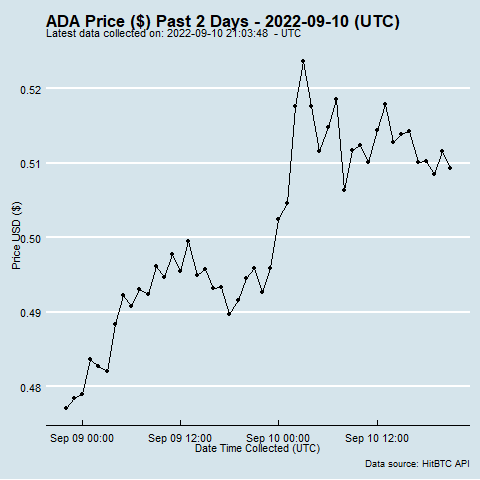 ADA Price ($) Past 2 Days - 2022-09-10 (UTC)
Latest data collected on: 2022-09-10 21:03:48 - UTC
0.52
0.51
0.50
0.49
0.48
Price USD ($)
Sep 09 00:00 Sep 09 12:00 Sep 10 00:00 Sep 10 12:00
Date Time Collected (UTC)
Data source: HitBTC API